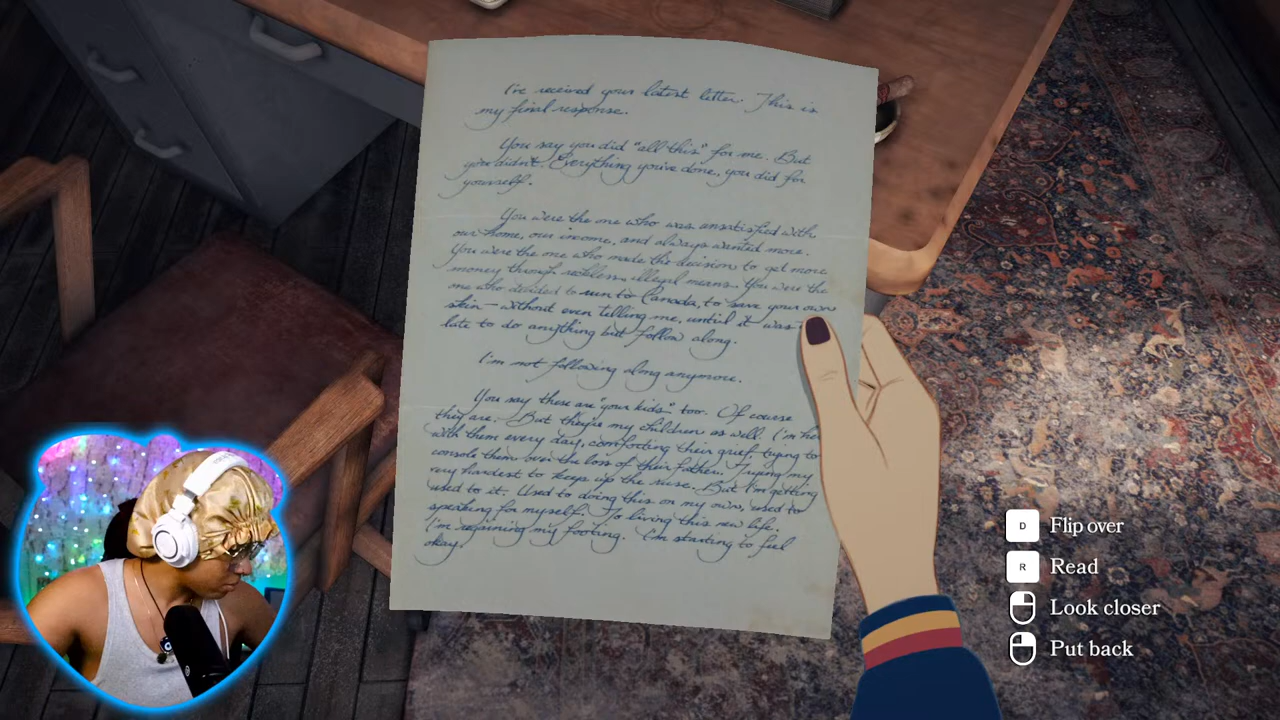 I've received your latest letter. This is
my final response.
You say you did "all this" for me. But
you didn't. Everything you've done, you did for
yourself.
You were the one who was unsatisfied with
our home, our income, and always wanted more.
You were the one who made the decision to get more
money through reckless, illegal means. You were the
one who decided to run to Canada, to save your own
skin – without even telling me, until it was
late to do anything but follow along.
I'm not following along anymore.
You say these are "your kids" too. Of course
they are. But they're my children as well. I'm he
with them every day, comforting their grief, trying to
console them over the loss of their father. Trying my
very hardest to keep up the ruse. But I'm getting
used to it. Used to doing this on my own, used to
speaking for myself. To living this new life.
I'm regaining my footing. I'm starting to feel
okay.
D Flip over
R Read
Look closer
Put back